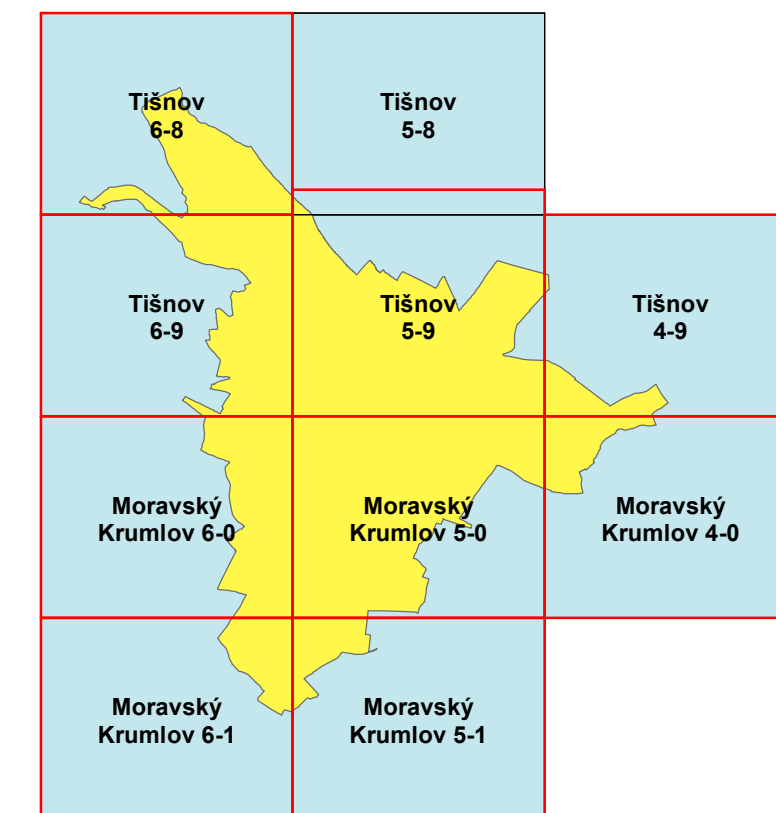 Tišnov
6-8
Tišnov
5-8
Tišnov
6-9
Tišnov
5-9
Tišnov
4-9
Moravský
Krumlov 6-0
Moravský
Krumlov 5-0
Moravský
Krumlov 4-0
Moravský
Krumlov 6-1
Moravský
Krumlov 5-1